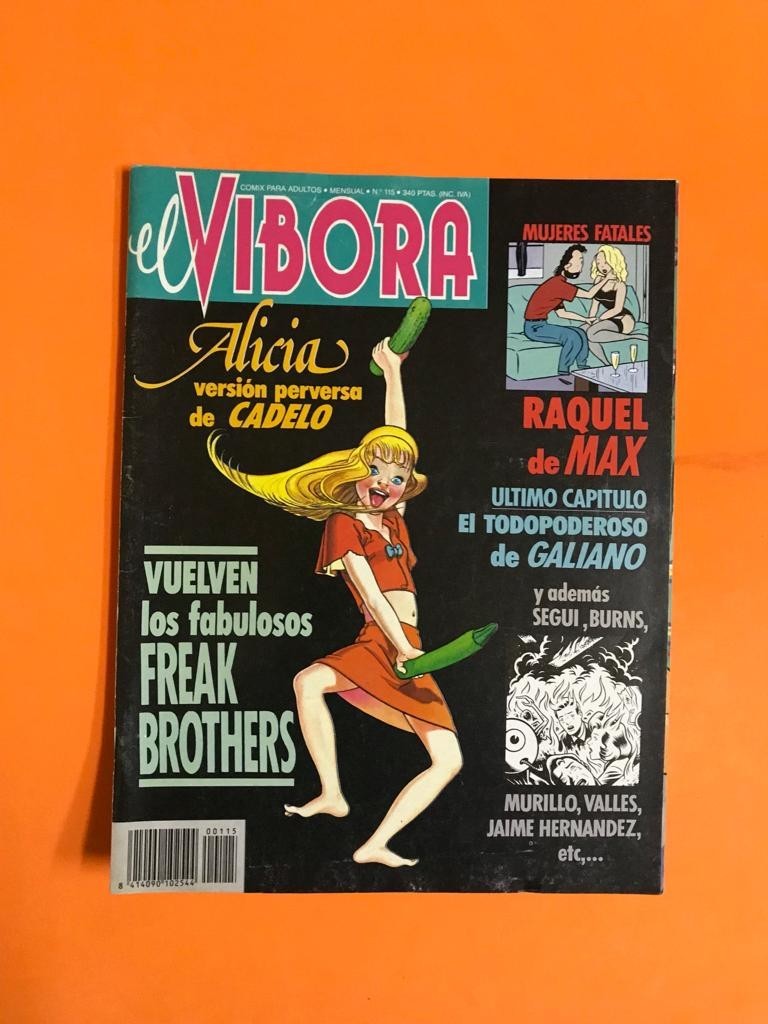 COMIX PARA ADULTOS • MENSUAL • N.º 115 • 340 PTAS. (INC. IVA)
el VIBORA
Alicia
versión perversa
de CADELO
MUJERES FATALES
RAQUEL
de MAX
ULTIMO CAPITULO
El TODOPODEROSO
de GALIANO
y además
SEGUI, BURNS,
MURILLO, VALLES,
JAIME HERNANDEZ,
etc,...
VUELVEN
los fabulosos
FREAK
BROTHERS
00115
8 414090 102544